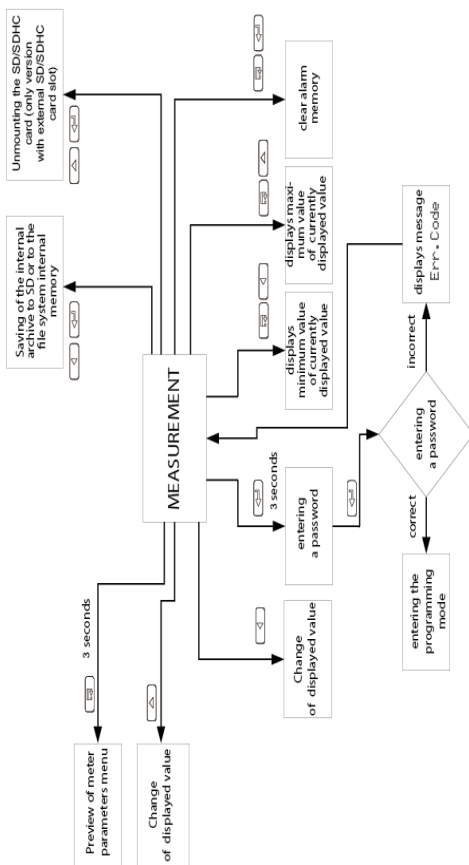 Preview of meter
parameters menu
3 seconds
Saving of the internal
archive to SD or to the
file system internal
memory
Unmounting the SD/SDHC
card (only version
with external SD/SDHC
card slot)
Change
of displayed value
MEASUREMENT
3 seconds
Change
of displayed value
entering
a password
displays
minimum value
of currently
displayed value
displays maxi-
mum value
of currently
displayed value
clear alarm
memory
entering the
programming
mode
correct
entering
a password
incorrect
displays message
Err.Code